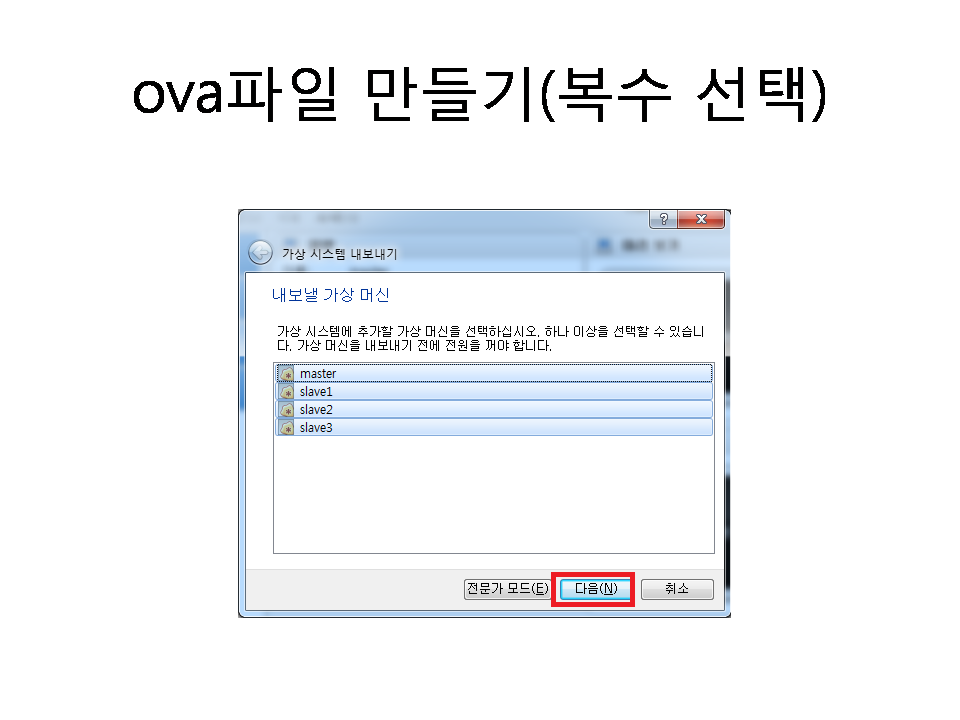 ova파일 만들기(복수 선택)
가상 시스템 내보내기
내보낼 가상 머신
가상 시스템에 추가할 가상 머신을 선택하십시오. 하나 이상을 선택할 수 있습니
다. 가상 머신을 내보내기 전에 전원을 꺼야 합니다.
master
slave1
slave2
slave3
전문가 모드(E) 다음(N) 취소